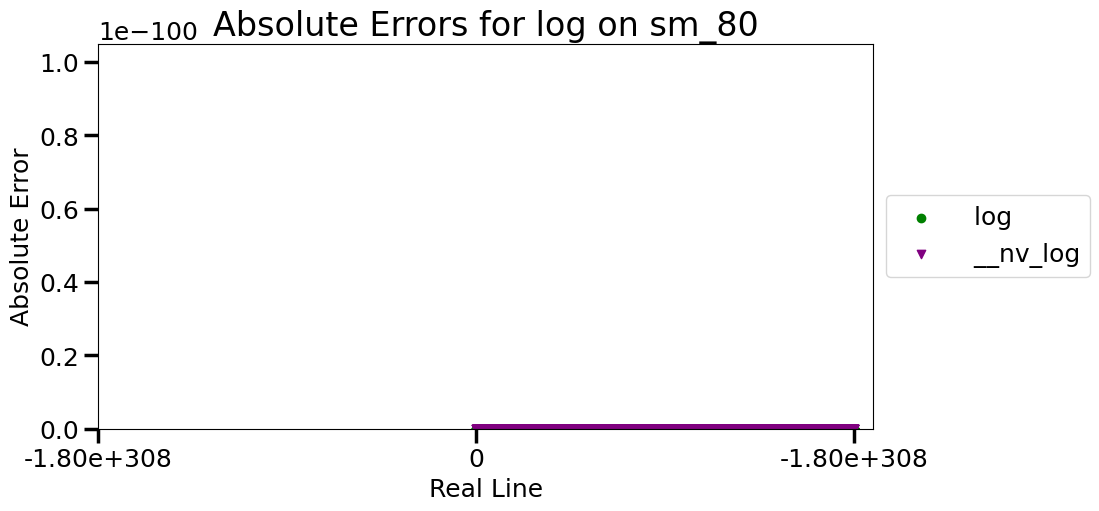 Absolute Errors for log on sm_80
1e−100
1.0
0.8
0.6
0.4
0.2
0.0
Absolute Error
-1.80e+308
0
-1.80e+308
Real Line
log
__nv_log